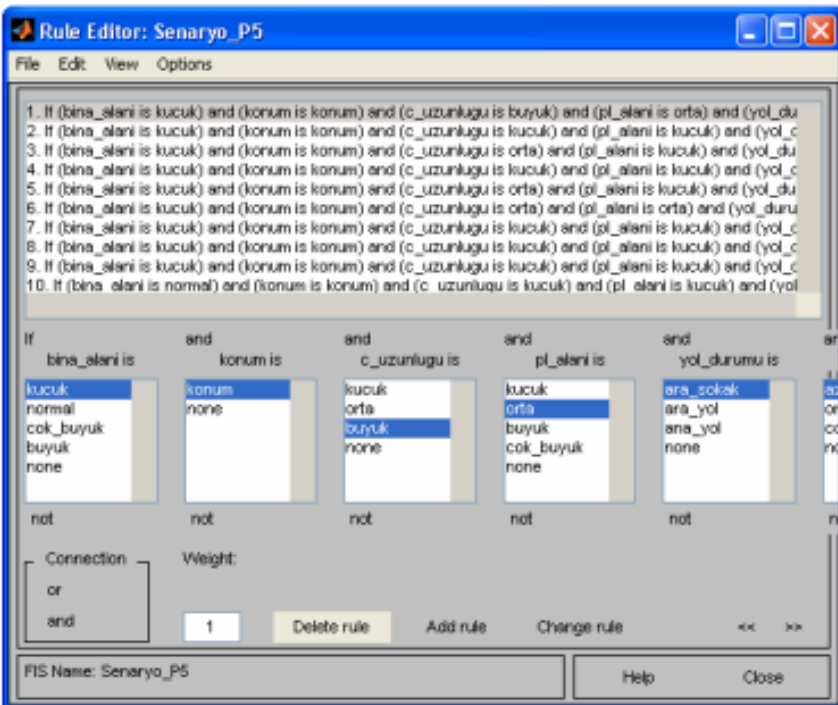 Rule Editor: Senaryo_P5
File Edit View Options
1. If (bina_alani is kucuk) and (konum is konum) and (c_uzunlugu is buyuk) and (pl_alani is orta) and (yol_du
2. If (bina_alani is kucuk) and (konum is konum) and (c_uzunlugu is kucuk) and (pl_alani is kucuk) and (yol_c
3. If (bina_alani is kucuk) and (konum is konum) and (c_uzunlugu is orta) and (pl_alani is kucuk) and (yol_du
4. If (bina_alani is kucuk) and (konum is konum) and (c_uzunlugu is kucuk) and (pl_alani is kucuk) and (yol_c
5. If (bina_alani is kucuk) and (konum is konum) and (c_uzunlugu is orta) and (pl_alani is kucuk) and (yol_du
6. If (bina_alani is kucuk) and (konum is konum) and (c_uzunlugu is orta) and (pl_alani is orta) and (yol_duru
7. If (bina_alani is kucuk) and (konum is konum) and (c_uzunlugu is kucuk) and (pl_alani is kucuk) and (yol_c
8. If (bina_alani is kucuk) and (konum is konum) and (c_uzunlugu is kucuk) and (pl_alani is kucuk) and (yol_c
9. If (bina_alani is kucuk) and (konum is konum) and (c_uzunlugu is kucuk) and (pl_alani is kucuk) and (yol_c
10. If (bina_alani is normal) and (konum is konum) and (c_uzunlugu is kucuk) and (pl_alani is kucuk) and (yol
If and and and and
bina_alani is konum is c_uzunlugu is pl_alani is yol_durumu is
kucuk konum kucuk kucuk ara_sokak
normal none orta orta ara_yol
cok_buyuk buyuk buyuk ana_yol
buyuk none cok_buyuk none
none none
not not not not not
Connection Weight:
or
and 1 Delete rule Add rule Change rule << >>
FIS Name: Senaryo_P5 Help Close